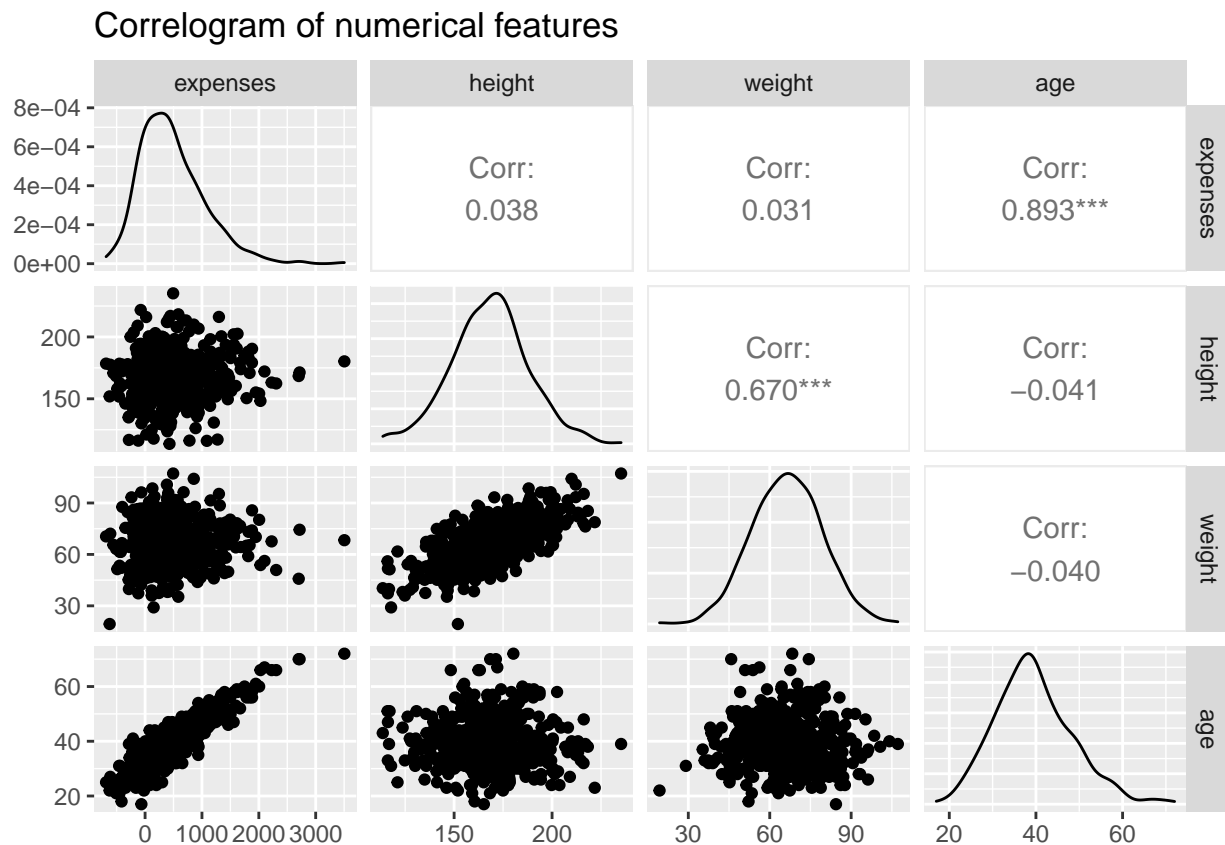 Correlogram of numerical features
expenses height weight age
8e−04
6e−04
4e−04
2e−04
0e+00
Corr:
0.038
Corr:
0.031
Corr:
0.893***
expenses
200
150
Corr:
0.670***
Corr:
−0.041
height
90
60
30
Corr:
−0.040
weight
60
40
20
age
0 1000 2000 3000 150 200 30 60 90 20 40 60